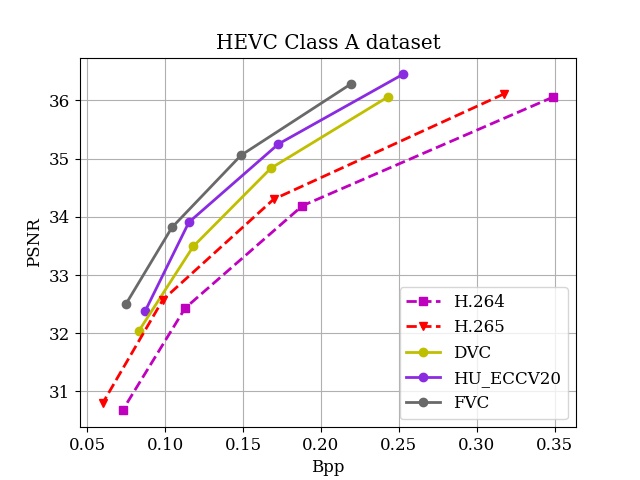 HEVC Class A dataset
PSNR
36
35
34
33
32
31
0.05 0.10 0.15 0.20 0.25 0.30 0.35
Bpp
H.264
H.265
DVC
HU_ECCV20
FVC